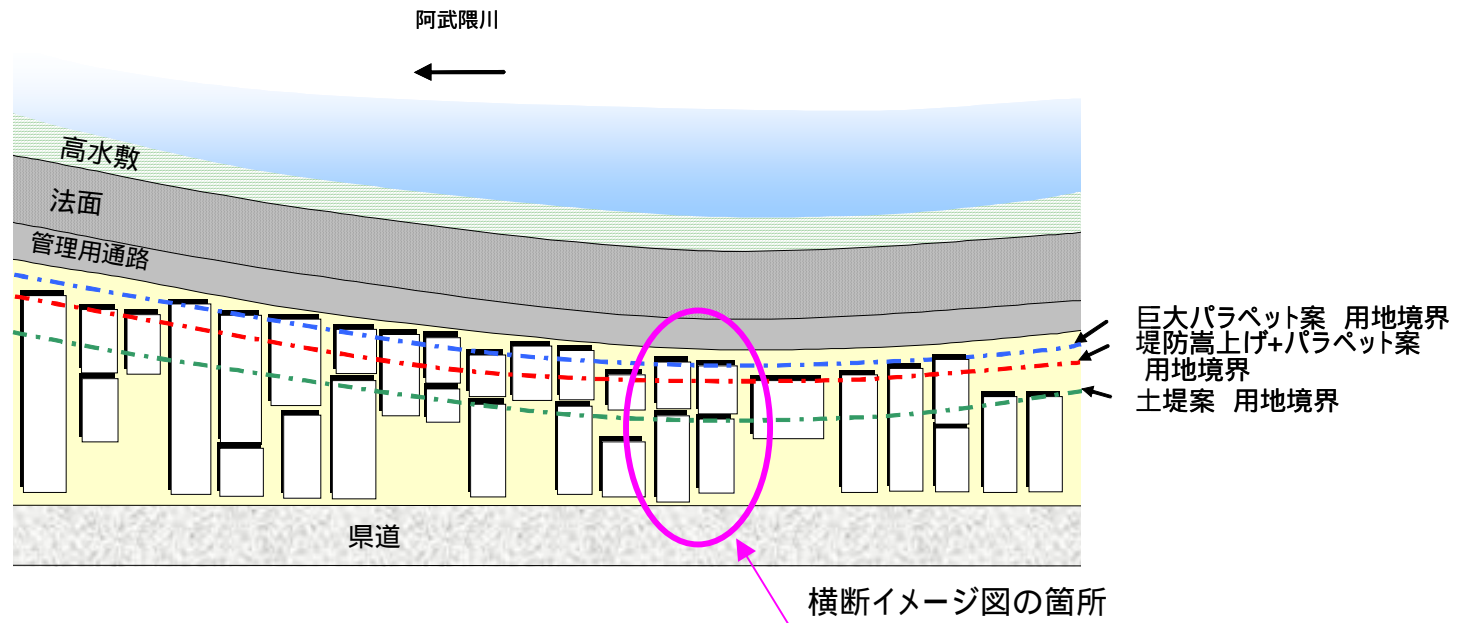 阿武隈川
高水敷
法面
管理用通路
巨大パラペット案 用地境界
堤防嵩上げ+パラペット案
用地境界
土堤案 用地境界
県道
横断イメージ図の箇所